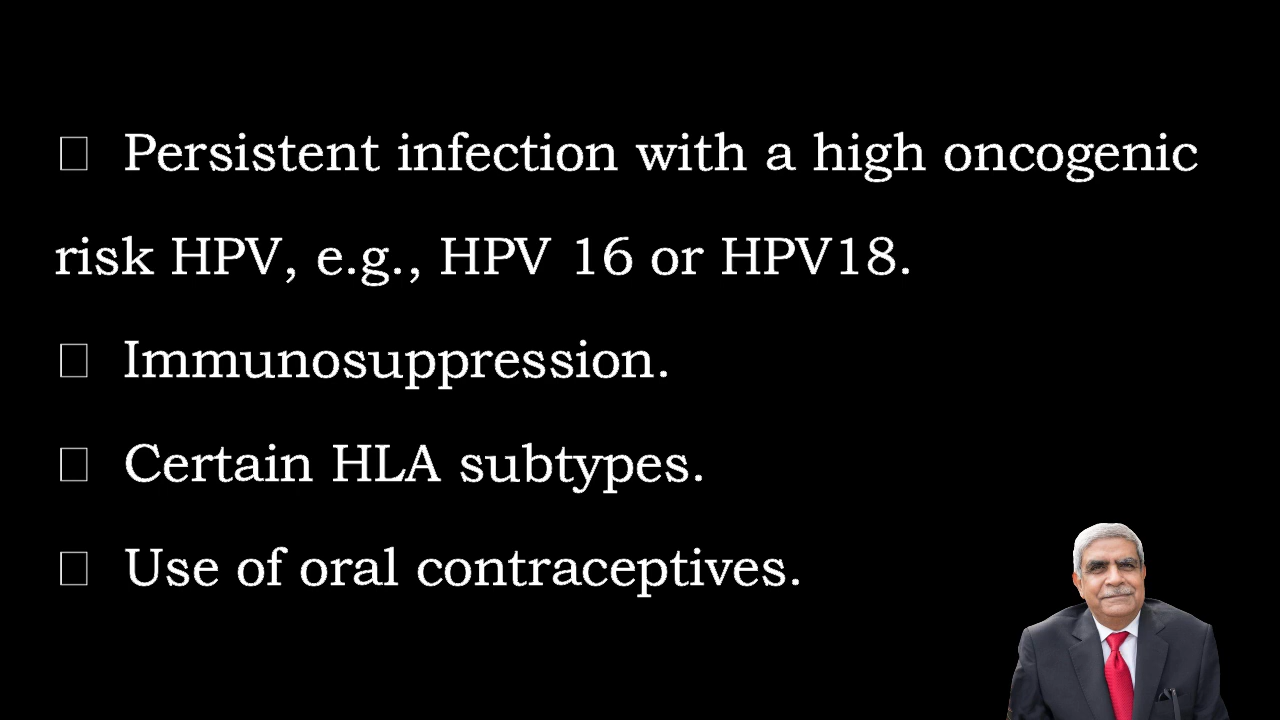 □ Persistent infection with a high oncogenic
risk HPV, e.g., HPV 16 or HPV18.
□ Immunosuppression.
□ Certain HLA subtypes.
□ Use of oral contraceptives.